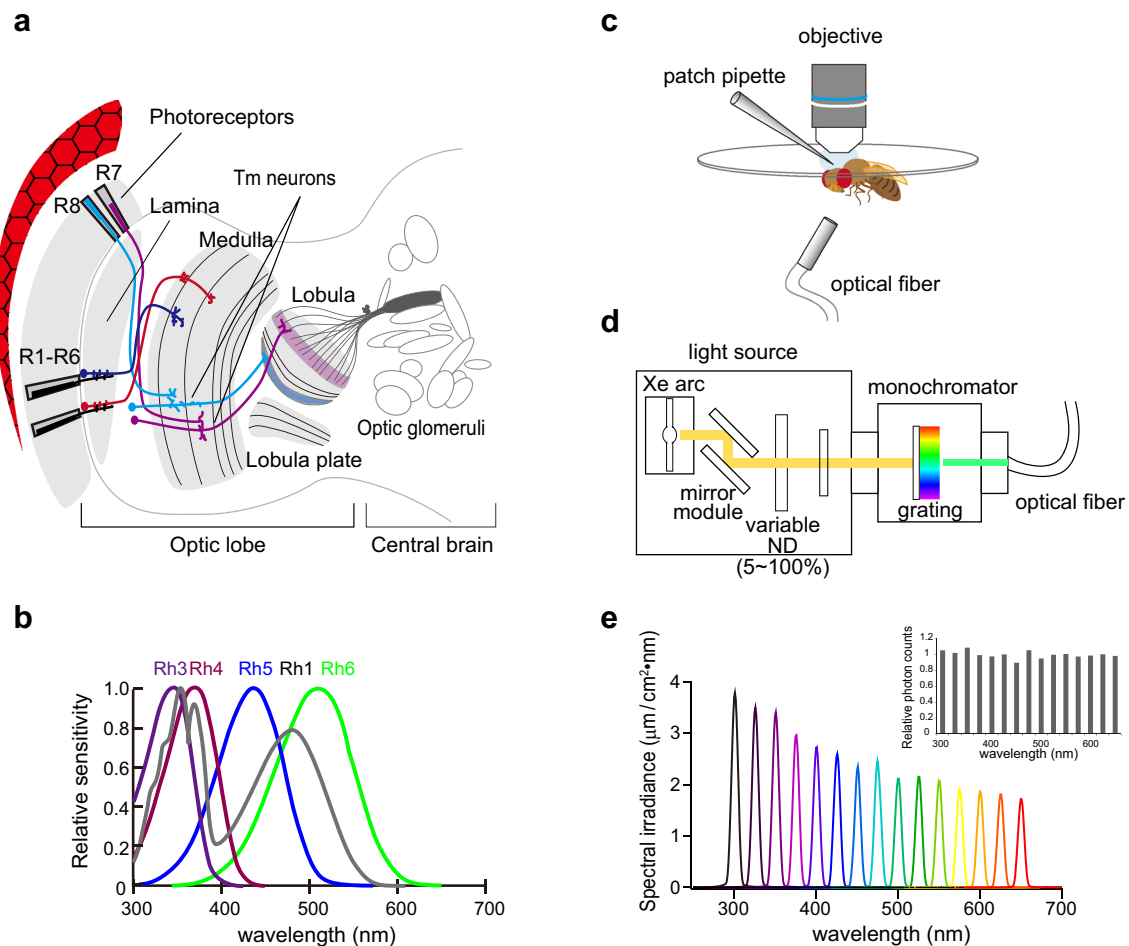 a
Photoreceptors
R7
R8
Tm neurons
Lamina
Medulla
Lobula
R1-R6
Optic glomeruli
Lobula plate
Optic lobe
Central brain
b
Rh3 Rh4 Rh5 Rh1 Rh6
Relative sensitivity
1.0
0.8
0.6
0.4
0.2
0
300 400 500 600 700
wavelength (nm)
c
objective
patch pipette
optical fiber
d
light source
Xe arc
monochromator
mirror
module
variable
ND
(5~100%)
grating
optical fiber
e
Spectral irradiance (μm/cm²•nm)
4
3
2
1
0
300 400 500 600 700
wavelength (nm)
Relative photon counts
1.2
1
0.8
0.6
0.4
0.2
0
300 400 500 600
wavelength (nm)